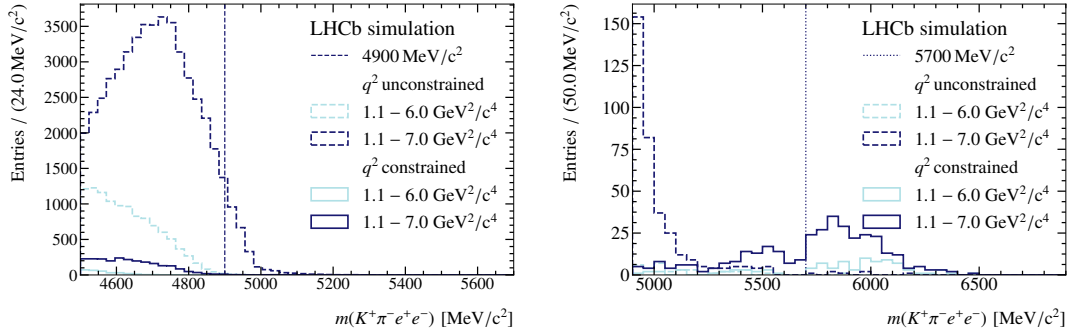 Entries / (24.0 MeV/c²)
3500
3000
2500
2000
1500
1000
500
0
4600
4800
5000
5200
5400
5600
m(K⁺π⁻e⁺e⁻) [MeV/c²]
LHCb simulation
4900 MeV/c²
q² unconstrained
1.1 − 6.0 GeV²/c⁴
1.1 − 7.0 GeV²/c⁴
q² constrained
1.1 − 6.0 GeV²/c⁴
1.1 − 7.0 GeV²/c⁴
Entries / (50.0 MeV/c²)
150
125
100
75
50
25
0
5000
5500
6000
6500
m(K⁺π⁻e⁺e⁻) [MeV/c²]
LHCb simulation
5700 MeV/c²
q² unconstrained
1.1 − 6.0 GeV²/c⁴
1.1 − 7.0 GeV²/c⁴
q² constrained
1.1 − 6.0 GeV²/c⁴
1.1 − 7.0 GeV²/c⁴